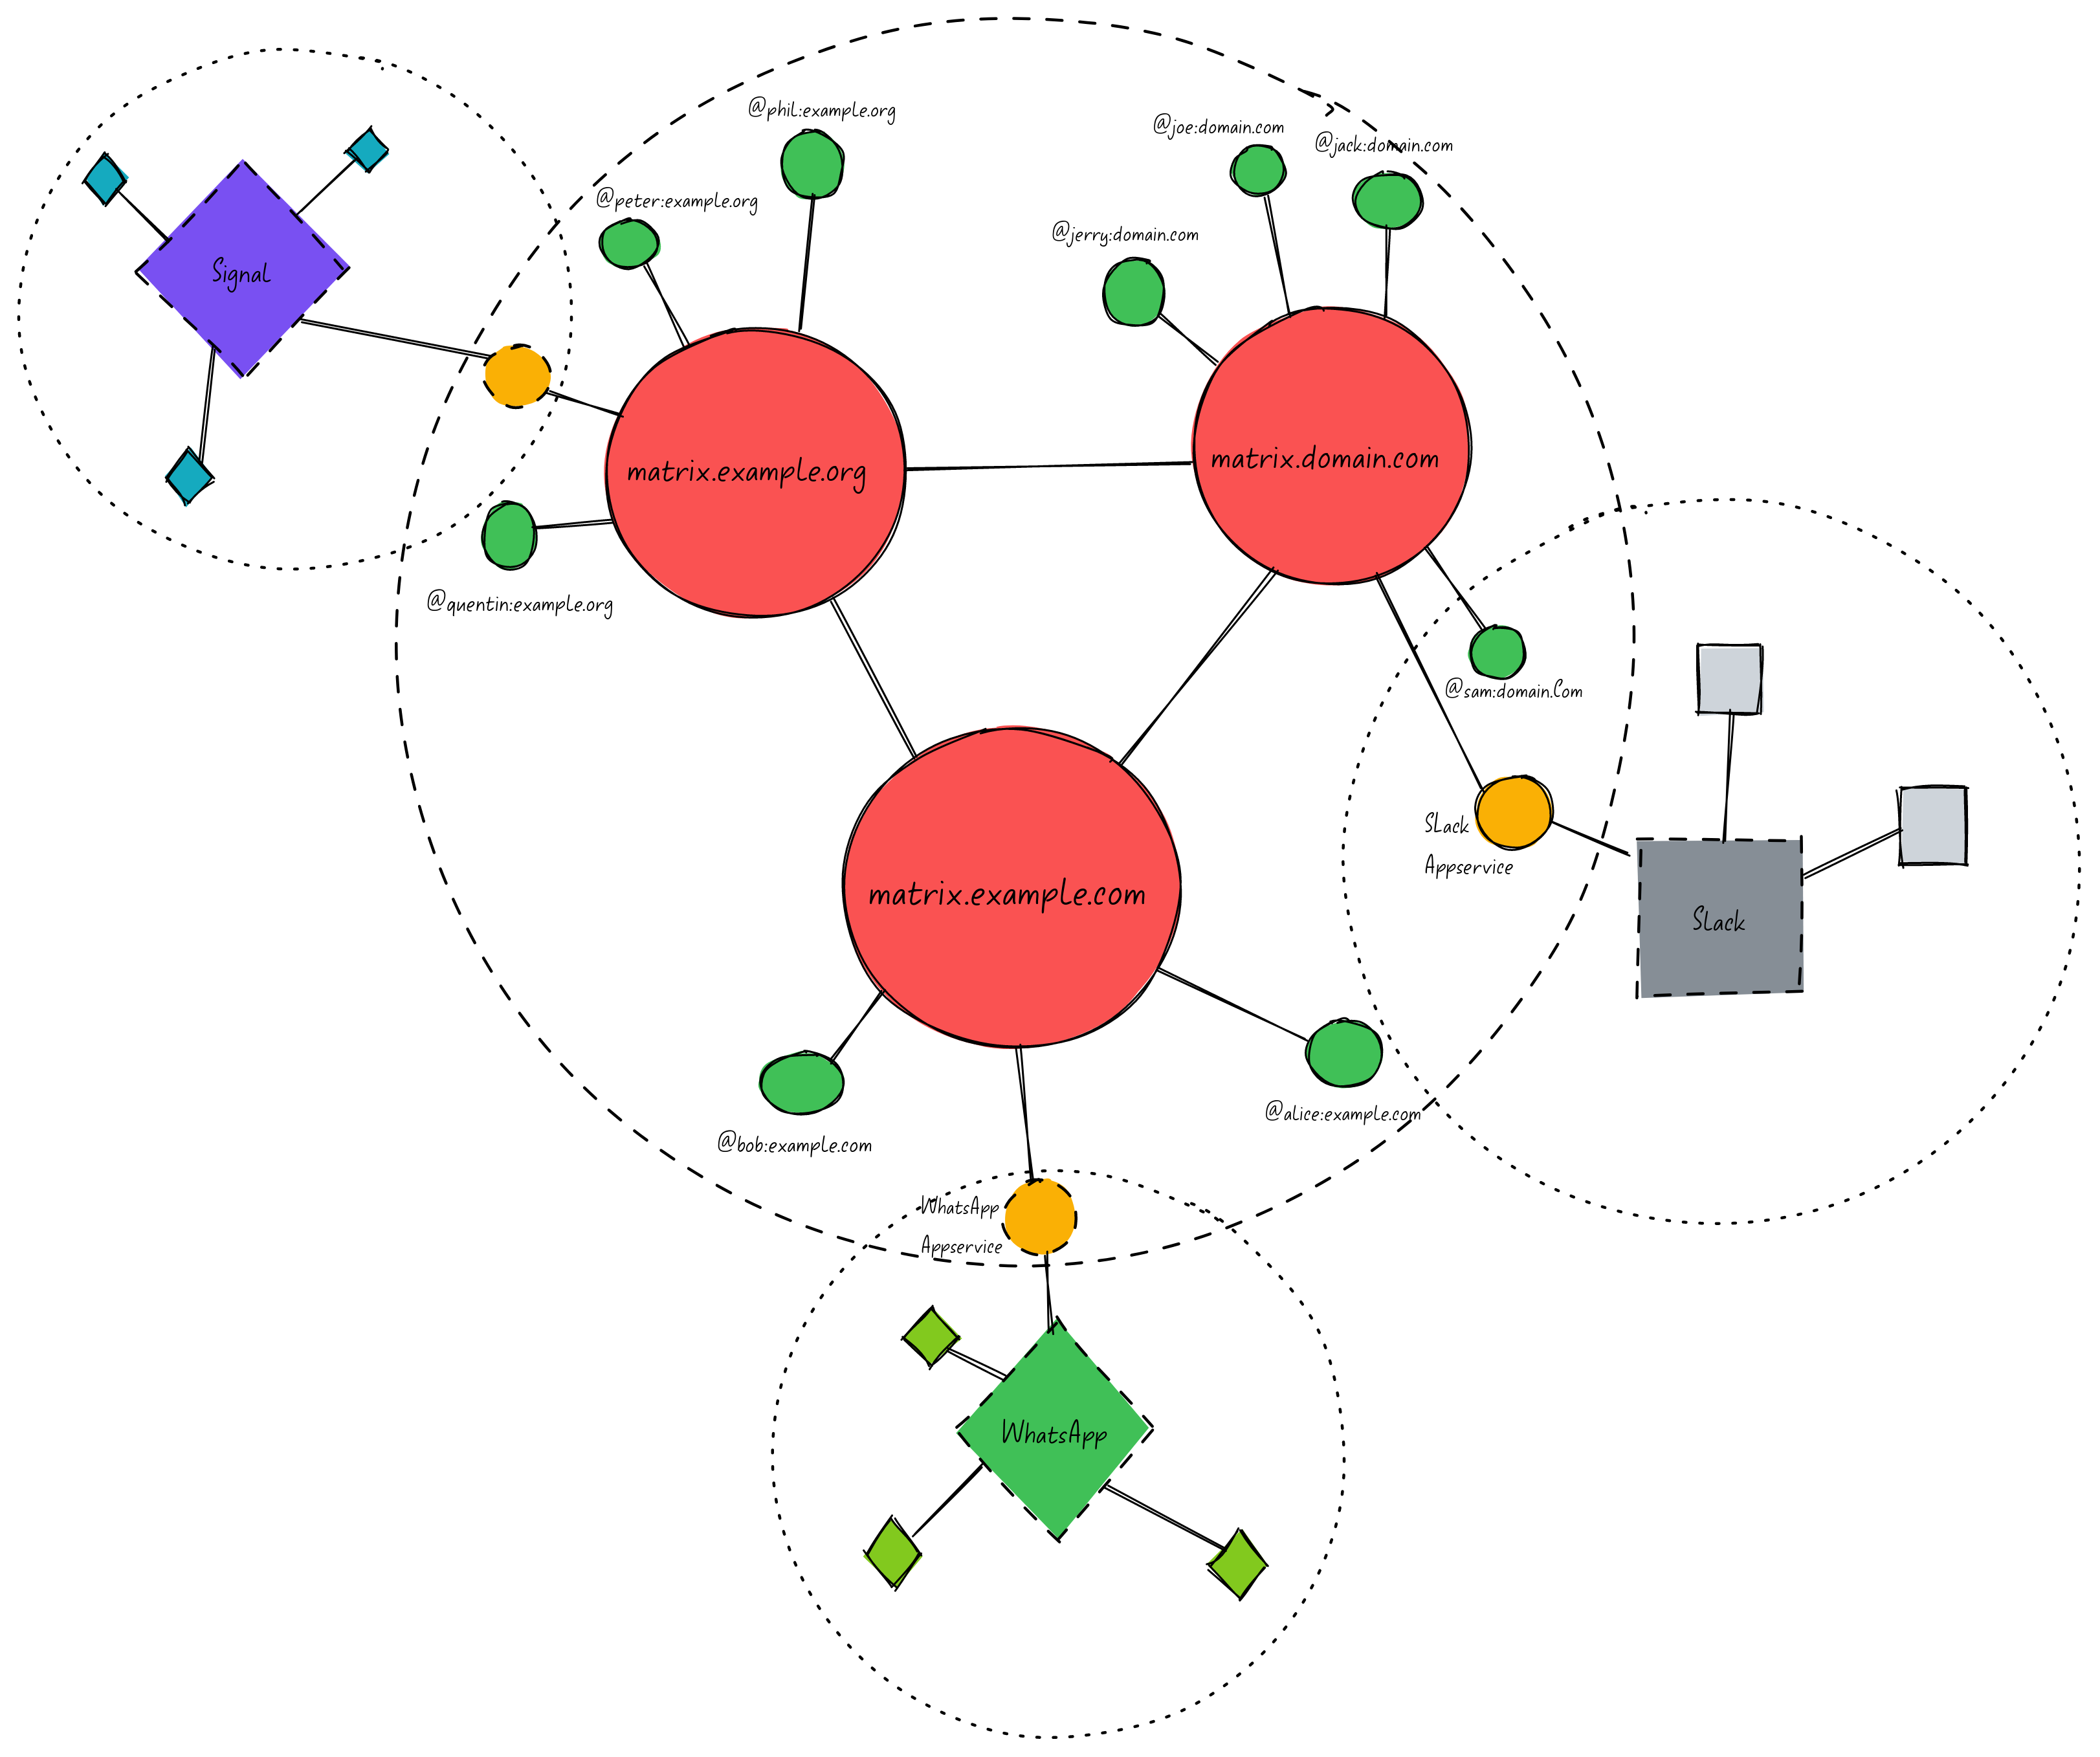 @phil:example.org
@joe:domain.com
@jack:domain.com
@peter:example.org
@jerry:domain.com
Signal
matrix.example.org
matrix.domain.com
@quentin:example.org
@sam:domain.Com
SLack
Appservice
matrix.example.com
SLack
@alice:example.com
@bob:example.com
WhatsApp
Appservice
WhatsApp